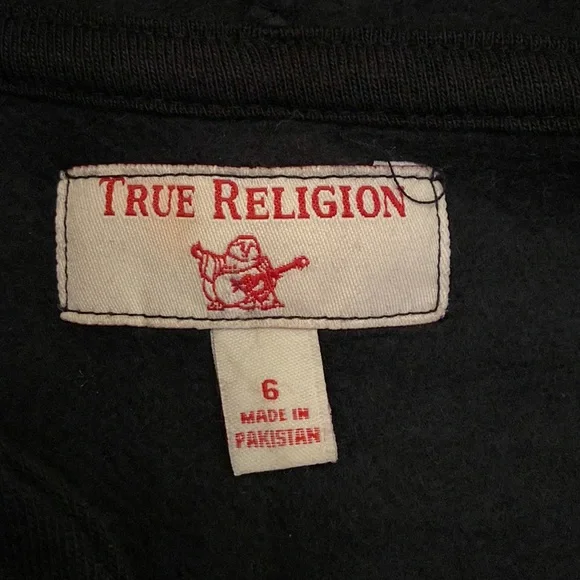 TRUE RELIGION
6
MADE IN
PAKISTAN